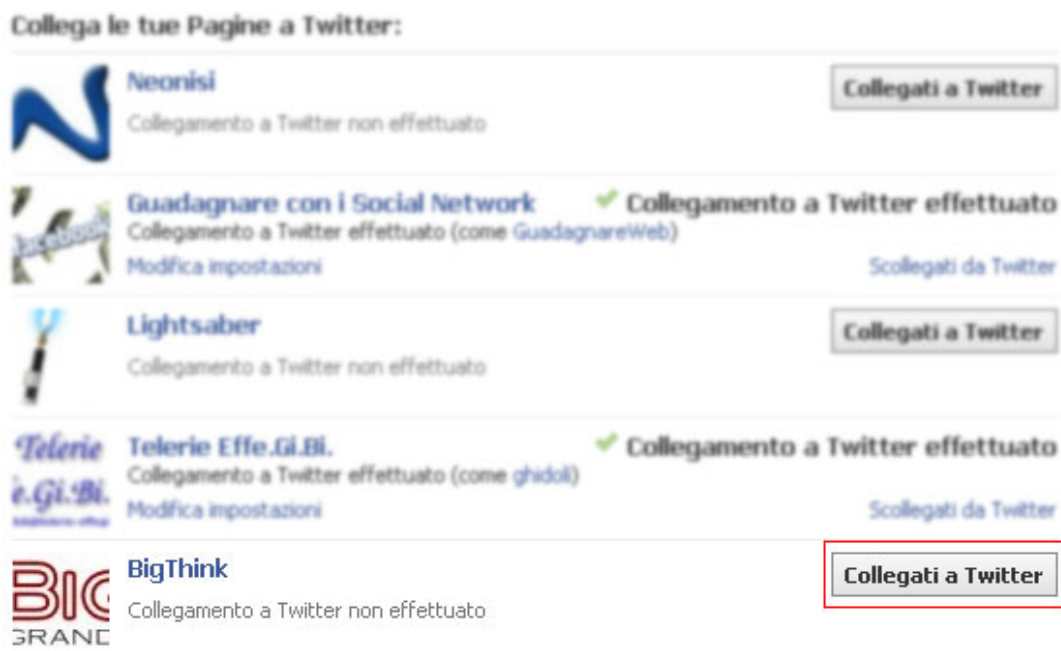 Collega le tue Pagine a Twitter:
Neonisi
Collegati a Twitter
Collegamento a Twitter non effettuato
facebook
Guadagnare con i Social Network
Collegamento a Twitter effettuato
Collegamento a Twitter effettuato (come GuadagnareWeb)
Modifica impostazioni
Scollegati da Twitter
Lightsaber
Collegati a Twitter
Collegamento a Twitter non effettuato
Telerie
e.Gi.Bi.
Telerie Effe.Gi.Bi.
Collegamento a Twitter effettuato
Collegamento a Twitter effettuato (come ghidoli)
Modifica impostazioni
Scollegati da Twitter
BIG
GRAND
BigThink
Collegati a Twitter
Collegamento a Twitter non effettuato